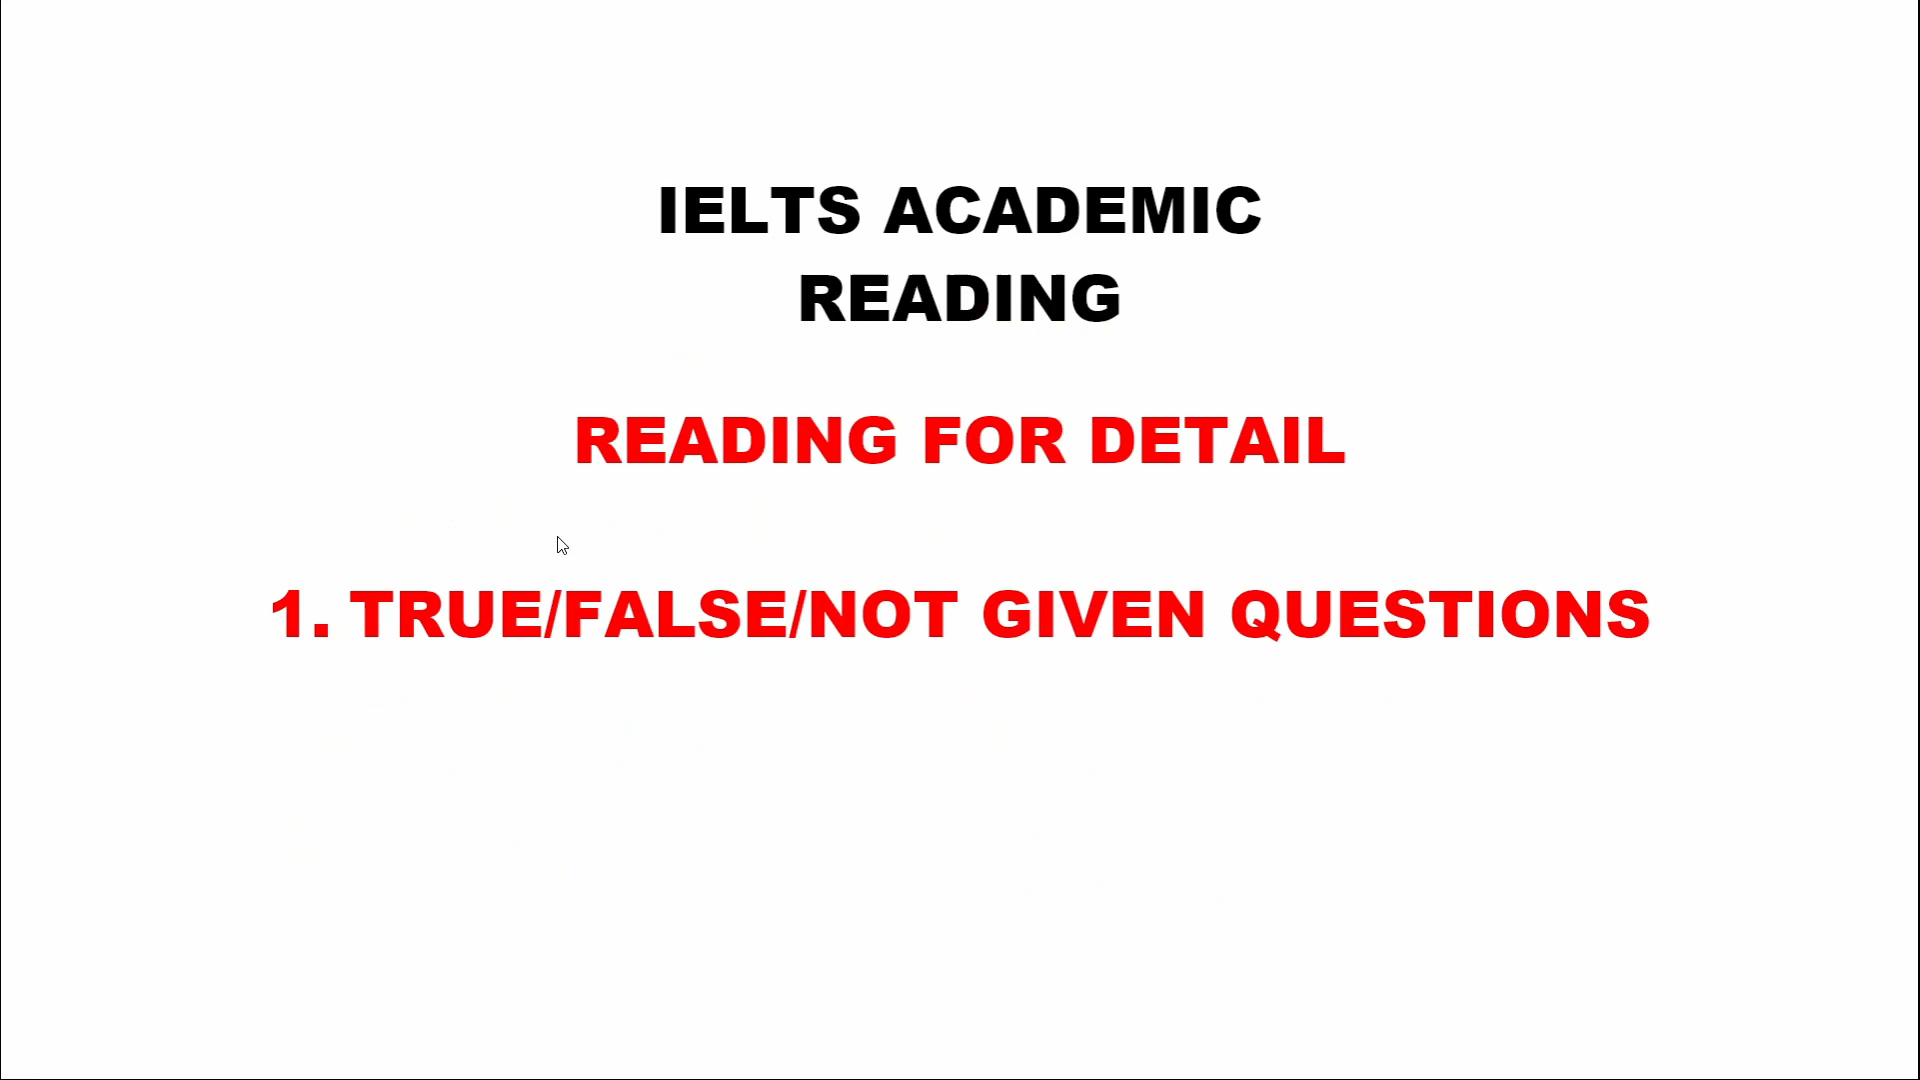 IELTS ACADEMIC
READING
READING FOR DETAIL
1. TRUE/FALSE/NOT GIVEN QUESTIONS